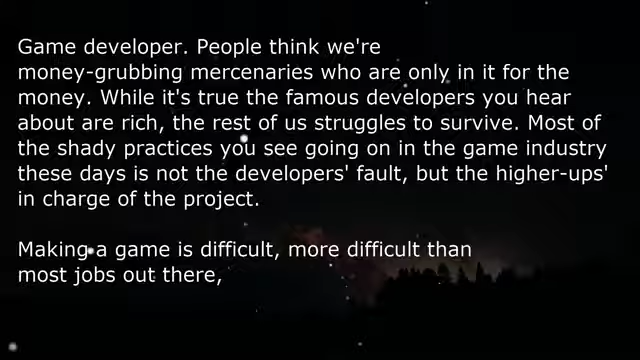 Game developer. People think we're
money-grubbing mercenaries who are only in it for the
money. While it's true the famous developers you hear
about are rich, the rest of us struggles to survive. Most of
the shady practices you see going on in the game industry
these days is not the developers' fault, but the higher-ups'
in charge of the project.
Making a game is difficult, more difficult than
most jobs out there,